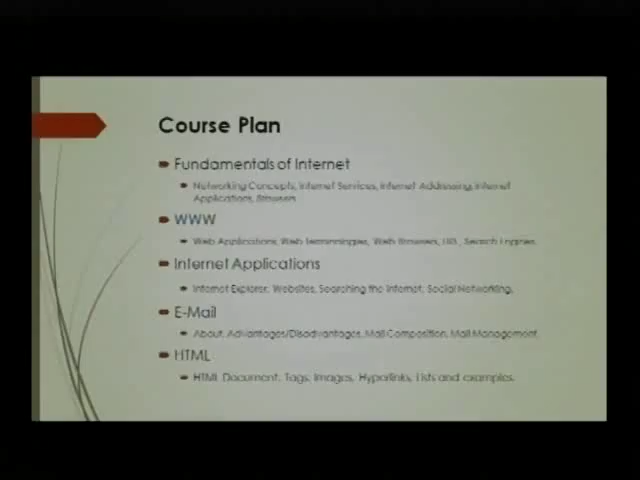 Course Plan
Fundamentals of Internet
Networking Concepts, Internet Services, Internet Addressing, Internet
Applications, Browsers
WWW
Web Applications, Web Terminologies, Web Browsers, URL, Search Engines.
Internet Applications
Internet Explorer, Websites, Searching the Internet, Social Networking.
E-Mail
About, Advantages/Disadvantages, Mail Composition, Mail Management.
HTML
HTML Document, Tags, Images, Hyperlinks, Lists and examples.